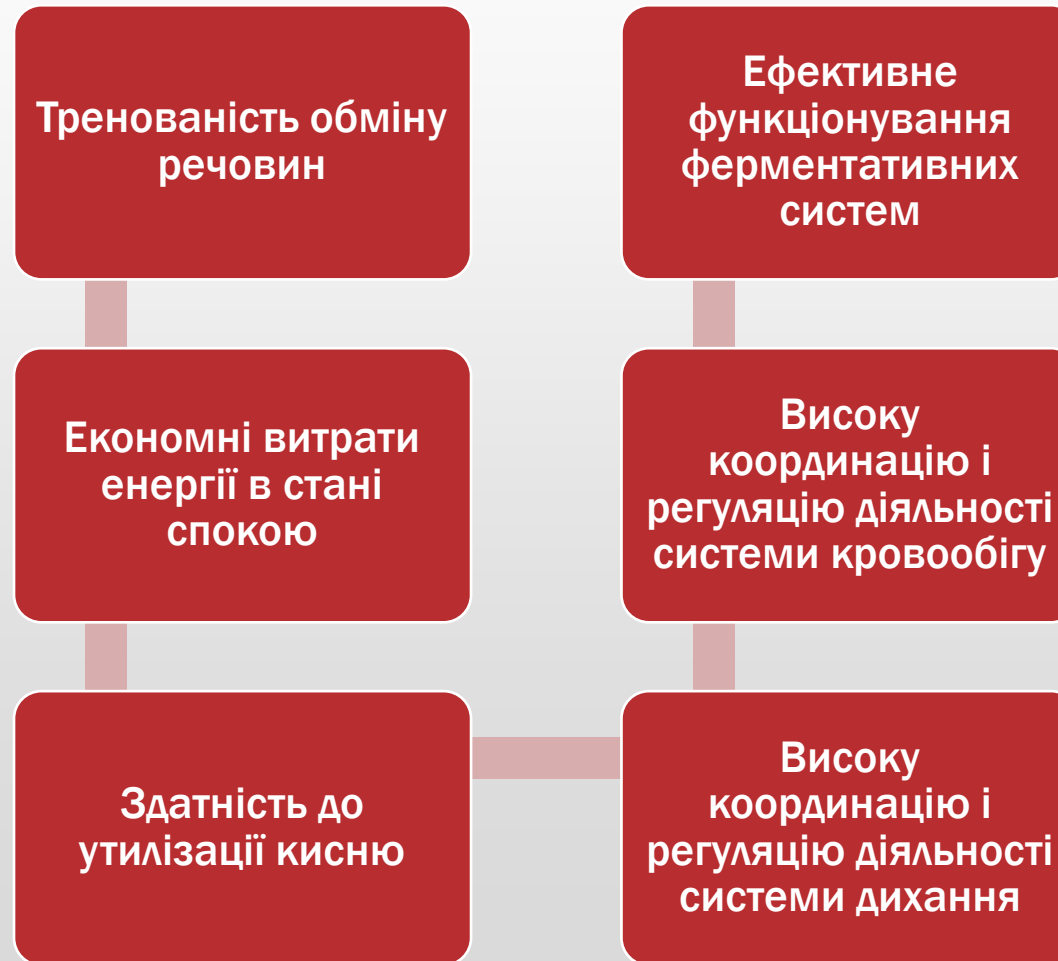 Тренованість обміну
речовин
Економні витрати
енергії в стані
спокою
Здатність до
утилізації кисню
Високу
координацію і
регуляцію діяльності
системи дихання
Високу
координацію і
регуляцію діяльності
системи кровообігу
Ефективне
функціонування
ферментативних
систем